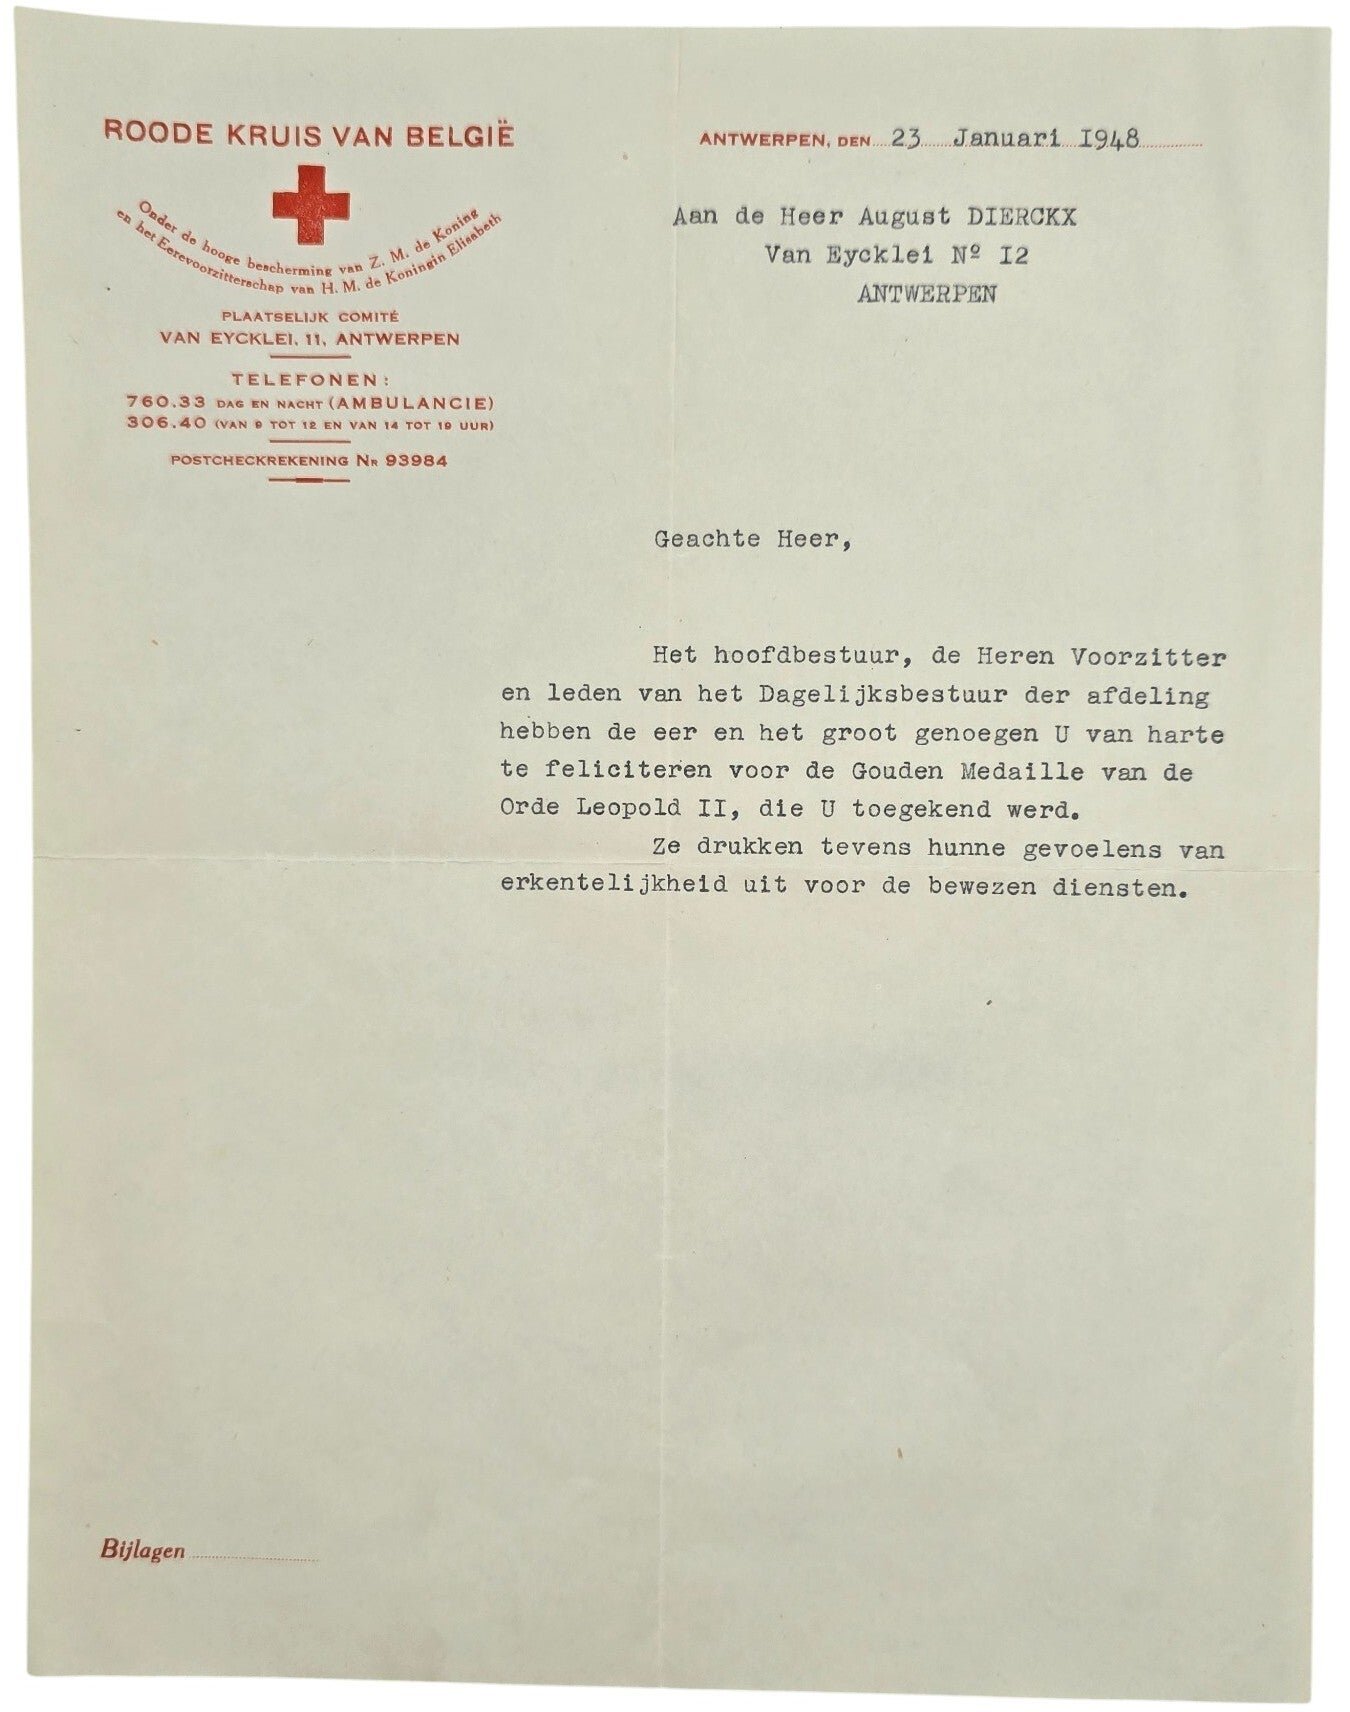 ROODE KRUIS VAN BELGIË
Onder de hooge bescherming van Z. M. de Koning
en het Eerevoorzitterschap van H. M. de Koningin Elisabeth
PLAATSELIJK COMITÉ
VAN EYCKLEI, 11, ANTWERPEN
TELEFONEN:
760.33 DAG EN NACHT (AMBULANCIE)
306.40 (VAN 9 TOT 12 EN VAN 14 TOT 19 UUR)
POSTCHECKREKENING NR 93984
ANTWERPEN, DEN 23 Januari I948
Aan de Heer August DIERCKX
Van Eycklei Nº I2
ANTWERPEN
Geachte Heer,
Het hoofdbestuur, de Heren Voorzitter
en leden van het Dagelijksbestuur der afdeling
hebben de eer en het groot genoegen U van harte
te feliciteren voor de Gouden Medaille van de
Orde Leopold II, die U toegekend werd.
Ze drukken tevens hunne gevoelens van
erkentelijkheid uit voor de bewezen diensten.
Bijlagen